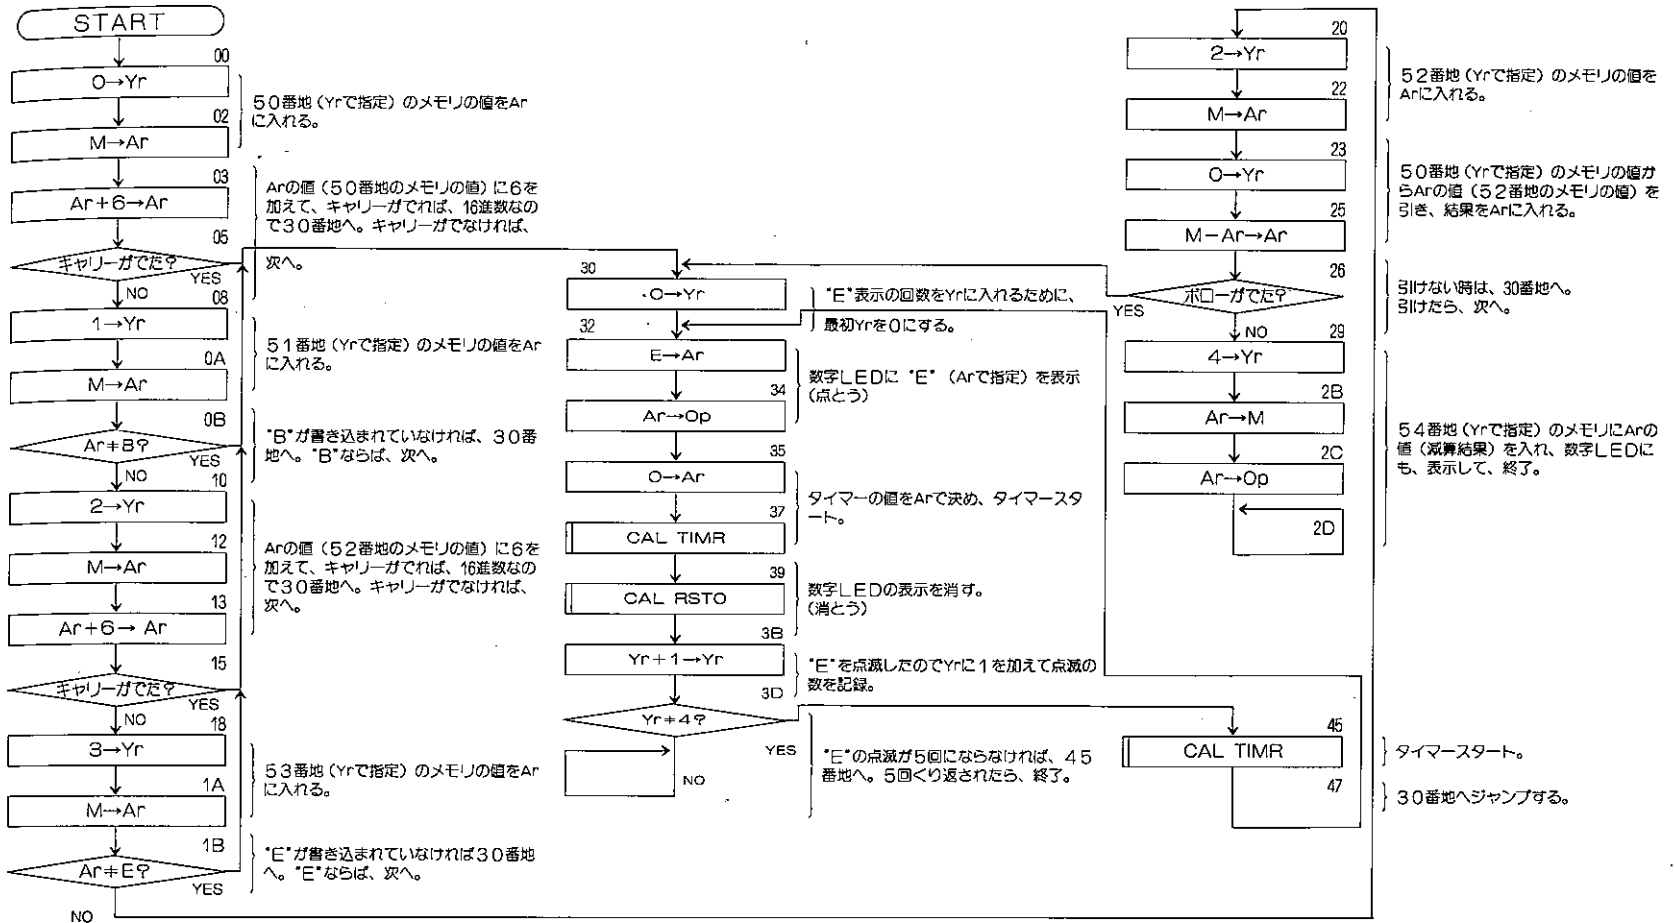 START
00
0→Yr
02
M→Ar
50番地（Yrで指定）のメモリの値をAr
に入れる。
03
Ar+6→Ar
05
キャリーがでた？
YES
NO
Arの値（50番地のメモリの値）に6を
加えて、キャリーがでれば、16進数なの
で30番地へ。キャリーがでなければ、
次へ。
08
1→Yr
0A
M→Ar
51番地（Yrで指定）のメモリの値をAr
に入れる。
0B
Ar≠B？
YES
NO
"B"が書き込まれていなければ、30番
地へ。"B"ならば、次へ。
10
2→Yr
12
M→Ar
13
Ar+6→Ar
15
キャリーがでた？
YES
NO
Arの値（52番地のメモリの値）に6を
加えて、キャリーがでれば、16進数なの
で30番地へ。キャリーがでなければ、
次へ。
18
3→Yr
1A
M→Ar
53番地（Yrで指定）のメモリの値をAr
に入れる。
1B
Ar≠E？
YES
NO
"E"が書き込まれていなければ30番地
へ。"E"ならば、次へ。
30
0→Yr
"E"表示の回数をYrに入れるために、
最初Yrを0にする。
32
E→Ar
34
Ar→Op
数字LEDに"E"（Arで指定）を表示
（点とう）
35
0→Ar
37
CAL TIMR
タイマーの値をArで決め、タイマースタ
ート。
39
CAL RSTO
数字LEDの表示を消す。
（消とう）
3B
Yr+1→Yr
"E"を点滅したのでYrに1を加えて点滅の
数を記録。
3D
Yr≠4？
YES
NO
"E"の点滅が5回にならなければ、45
番地へ。5回くり返されたら、終了。
20
2→Yr
22
M→Ar
52番地（Yrで指定）のメモリの値を
Arに入れる。
23
0→Yr
25
M-Ar→Ar
50番地（Yrで指定）のメモリの値か
らArの値（52番地のメモリの値）を
引き、結果をArに入れる。
26
ボローがでた？
YES
NO
引けない時は、30番地へ。
引けたら、次へ。
29
4→Yr
2B
Ar→M
2C
Ar→Op
2D
54番地（Yrで指定）のメモリにArの
値（減算結果）を入れ、数字LEDに
も、表示して、終了。
45
CAL TIMR
タイマースタート。
47
30番地へジャンプする。